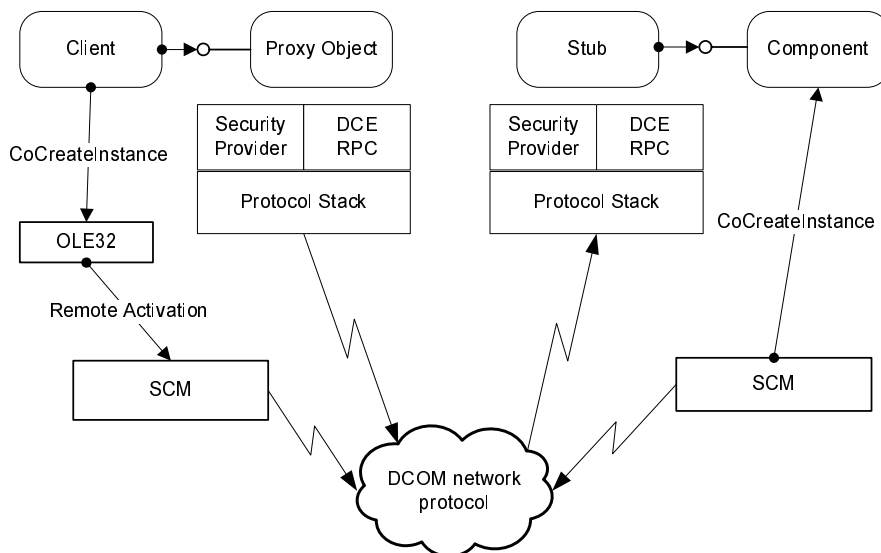 Client
Proxy Object
Stub
Component
Security
Provider
DCE
RPC
Security
Provider
DCE
RPC
CoCreateInstance
Protocol Stack
Protocol Stack
CoCreateInstance
OLE32
Remote Activation
SCM
SCM
DCOM network
protocol